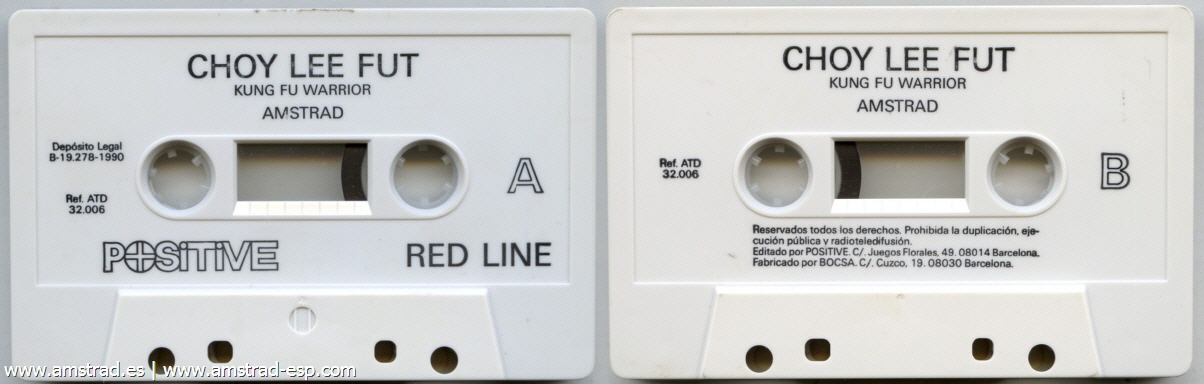 CHOY LEE FUT
KUNG FU WARRIOR
AMSTRAD
Depósito Legal
B-19.278-1990
Ref. ATD
32.006
A
POSiTiVE
RED LINE
CHOY LEE FUT
KUNG FU WARRIOR
AMSTRAD
Ref. ATD
32.006
B
Reservados todos los derechos. Prohibida la duplicación, eje-
cución pública y radioteledifusión.
Editado por POSITIVE. C/. Juegos Florales, 49. 08014 Barcelona.
Fabricado por BOCSA. C/. Cuzco, 19. 08030 Barcelona.
www.amstrad.es | www.amstrad-esp.com